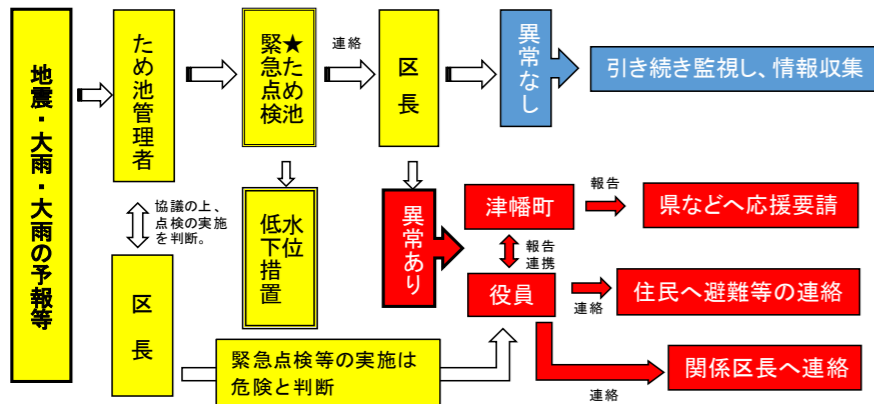 地震・大雨・大雨の予報等
ため池管理者
★ため池
緊急点検
連絡
区長
異常なし
引き続き監視し、情報収集
協議の上、
点検の実施
を判断。
水位
低下措置
異常あり
津幡町
報告
県などへ応援要請
報告
連携
役員
連絡
住民へ避難等の連絡
区長
緊急点検等の実施は
危険と判断
連絡
関係区長へ連絡